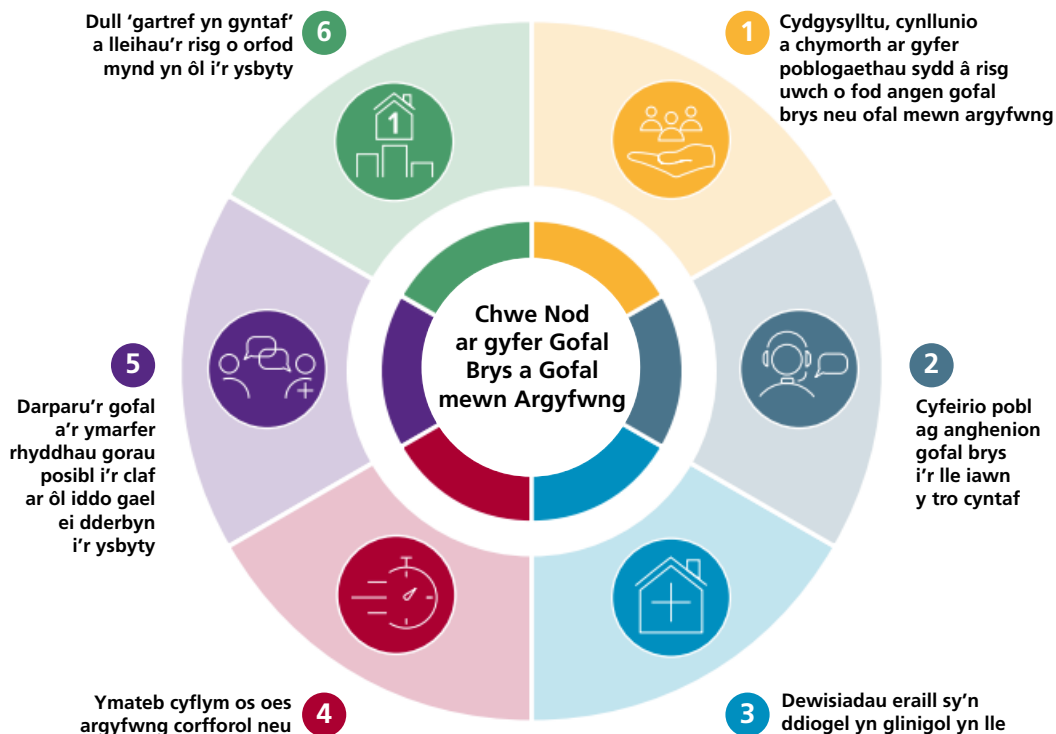 Chwe Nod
ar gyfer Gofal
Brys a Gofal
mewn Argyfwng
1
Cydgysylltu, cynllunio
a chymorth ar gyfer
poblogaethau sydd â risg
uwch o fod angen gofal
brys neu ofal mewn argyfwng
2
Cyfeirio pobl
ag anghenion
gofal brys
i'r lle iawn
y tro cyntaf
3
Dewisiadau eraill sy'n
ddiogel yn glinigol yn lle
4
Ymateb cyflym os oes
argyfwng corfforol neu
5
Darparu'r gofal
a'r ymarfer
rhyddhau gorau
posibl i'r claf
ar ôl iddo gael
ei dderbyn
i'r ysbyty
6
Dull ‘gartref yn gyntaf’
a lleihau'r risg o orfod
mynd yn ôl i'r ysbyty
1